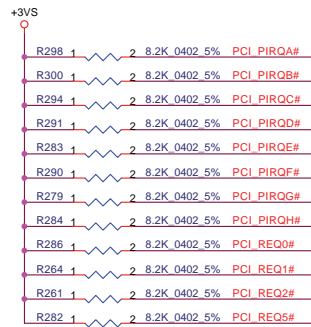 +3VS
R298 1 2 8.2K_0402_5% PCI_PIRQA#
R300 1 2 8.2K_0402_5% PCI_PIRQB#
R294 1 2 8.2K_0402_5% PCI_PIRQC#
R291 1 2 8.2K_0402_5% PCI_PIRQD#
R283 1 2 8.2K_0402_5% PCI_PIRQE#
R290 1 2 8.2K_0402_5% PCI_PIRQF#
R279 1 2 8.2K_0402_5% PCI_PIRQG#
R284 1 2 8.2K_0402_5% PCI_PIRQH#
R286 1 2 8.2K_0402_5% PCI_REQ0#
R264 1 2 8.2K_0402_5% PCI_REQ1#
R261 1 2 8.2K_0402_5% PCI_REQ2#
R282 1 2 8.2K_0402_5% PCI_REQ5#